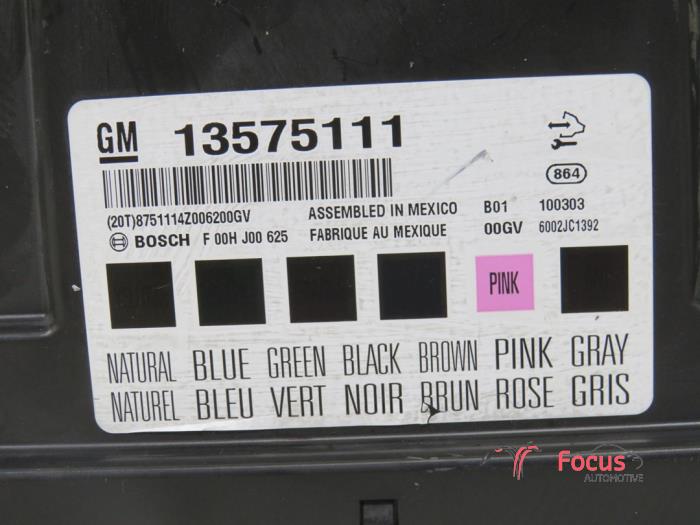 GM 13575111
864
(20T)8751114Z006200GV ASSEMBLED IN MEXICO B01 100303
BOSCH F 00H J00 625 FABRIQUE AU MEXIQUE 00GV 6002JC1392
PINK
NATURAL BLUE GREEN BLACK BROWN PINK GRAY
NATUREL BLEU VERT NOIR BRUN ROSE GRIS
Focus
AUTOMOTIVE